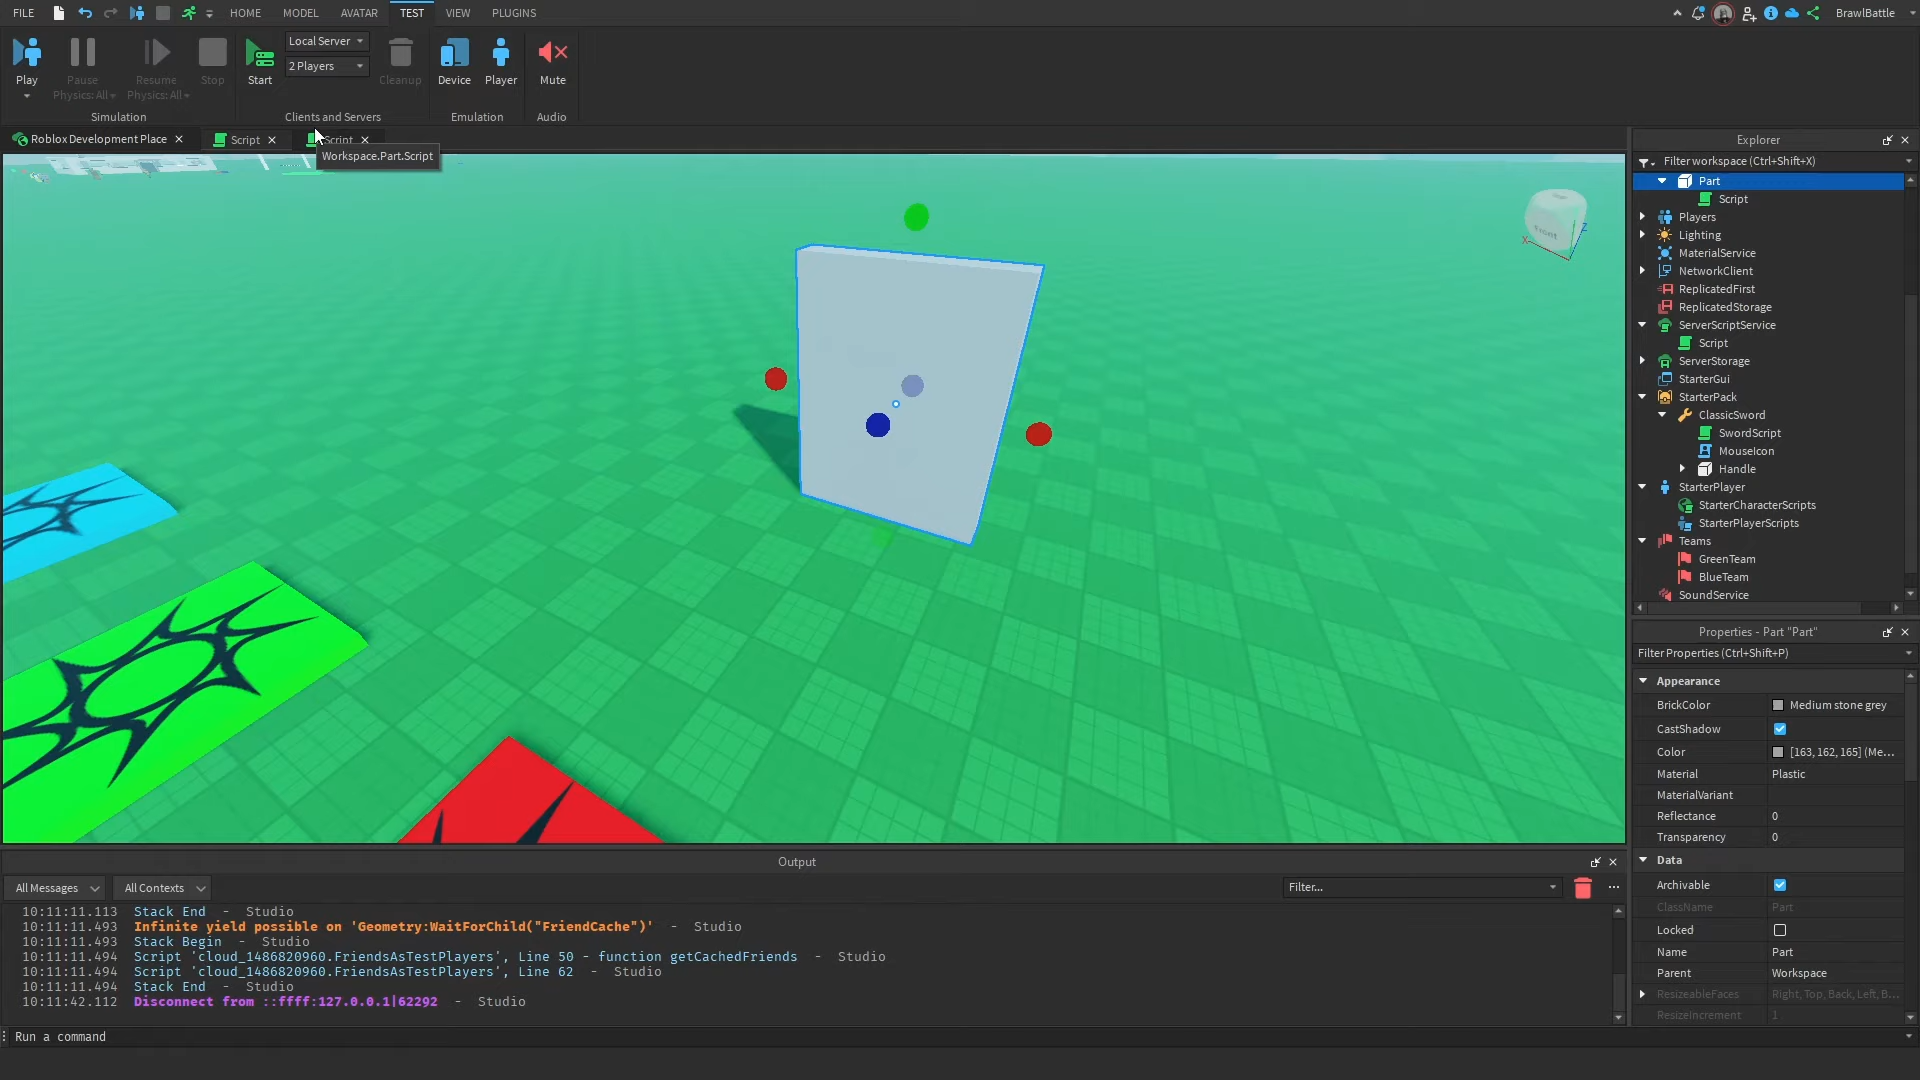 FILE HOME MODEL AVATAR TEST VIEW PLUGINS BrawlBattle
Play Pause Resume Stop Start Local Server 2 Players Cleanup Device Player Mute
Physics: All Physics: All
Simulation Clients and Servers Emulation Audio
Roblox Development Place Script Script
Workspace.Part.Script
Front
X
Z
Explorer
Filter workspace (Ctrl+Shift+X)
Part
Script
Players
Lighting
MaterialService
NetworkClient
ReplicatedFirst
ReplicatedStorage
ServerScriptService
Script
ServerStorage
StarterGui
StarterPack
ClassicSword
SwordScript
MouseIcon
Handle
StarterPlayer
StarterCharacterScripts
StarterPlayerScripts
Teams
GreenTeam
BlueTeam
SoundService
Properties - Part "Part"
Filter Properties (Ctrl+Shift+P)
Appearance
BrickColor Medium stone grey
CastShadow
Color [163, 162, 165] (Me...
Material Plastic
MaterialVariant
Reflectance 0
Transparency 0
Data
Archivable
ClassName Part
Locked
Name Part
Parent Workspace
ResizeableFaces Right, Top, Back, Left, B...
ResizeIncrement 1
Output
All Messages All Contexts Filter...
10:11:11.113 Stack End - Studio
10:11:11.493 Infinite yield possible on 'Geometry:WaitForChild("FriendCache")' - Studio
10:11:11.493 Stack Begin - Studio
10:11:11.494 Script 'cloud_1486820960.FriendsAsTestPlayers', Line 50 - function getCachedFriends - Studio
10:11:11.494 Script 'cloud_1486820960.FriendsAsTestPlayers', Line 62 - Studio
10:11:11.494 Stack End - Studio
10:11:42.112 Disconnect from ::ffff:127.0.0.1|62292 - Studio
Run a command